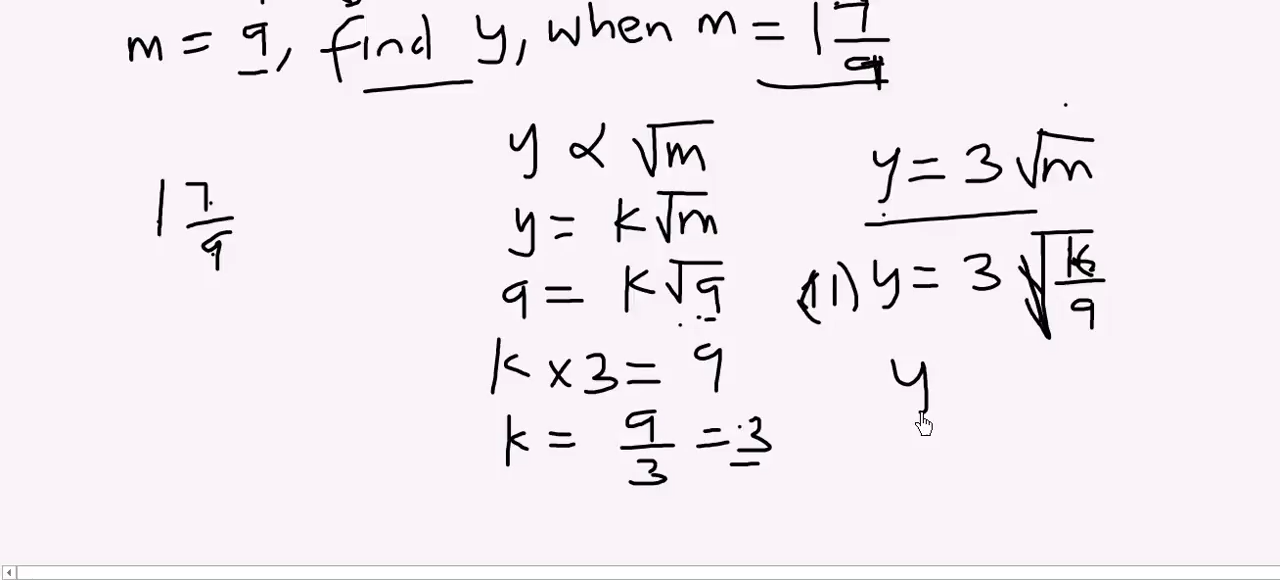 m = 9, find y, when m = 1 7/9
y ∝ √m
y = k√m
9 = k√9
k × 3 = 9
k = 9/3 = 3
1 7/9
y = 3√m
(1) y = 3√16/9
y